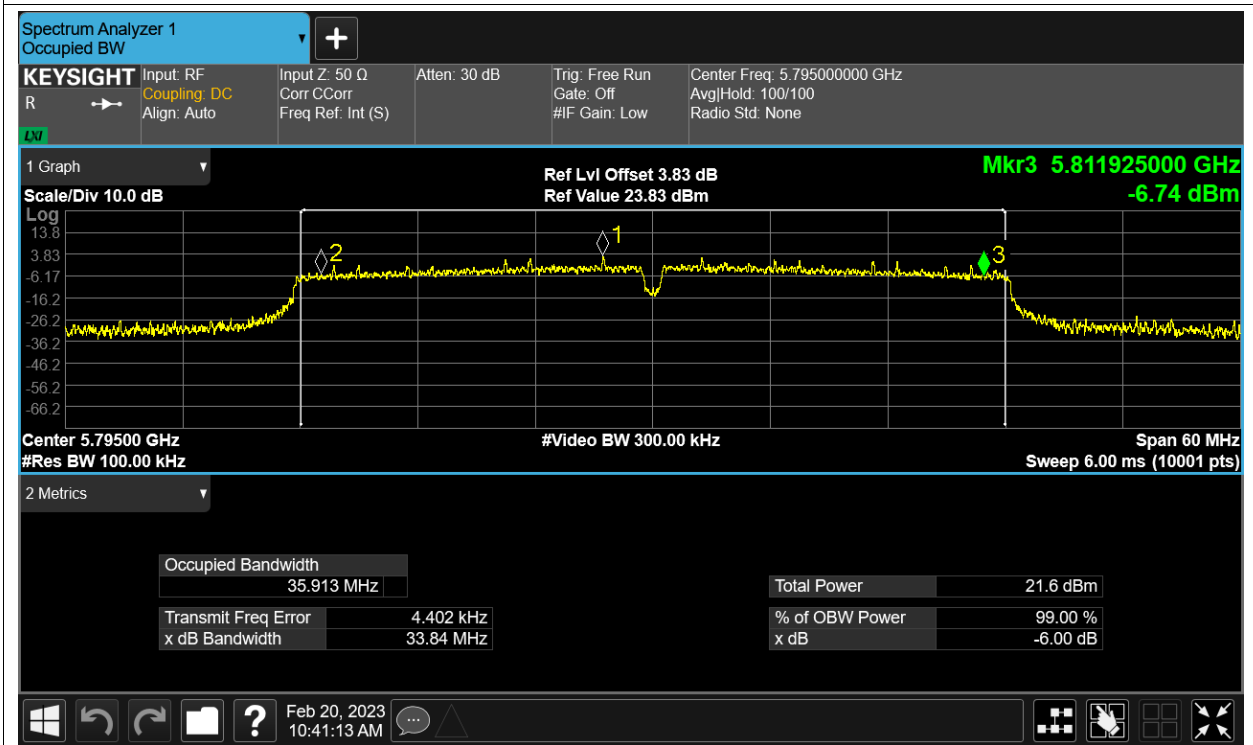 Spectrum Analyzer 1
Occupied BW
KEYSIGHT Input: RF Input Z: 50 Ω Atten: 30 dB Trig: Free Run Center Freq: 5.795000000 GHz
R Coupling: DC Corr CCorr Gate: Off Avg|Hold: 100/100
Align: Auto Freq Ref: Int (S) #IF Gain: Low Radio Std: None
LXI
1 Graph Ref Lvl Offset 3.83 dB Mkr3 5.811925000 GHz
Scale/Div 10.0 dB Ref Value 23.83 dBm -6.74 dBm
Log
13.8
3.83
-6.17
-16.2
-26.2
-36.2
-46.2
-56.2
-66.2
2 1 3
Center 5.79500 GHz #Video BW 300.00 kHz Span 60 MHz
#Res BW 100.00 kHz Sweep 6.00 ms (10001 pts)
2 Metrics
Occupied Bandwidth
35.913 MHz Total Power 21.6 dBm
Transmit Freq Error 4.402 kHz % of OBW Power 99.00 %
x dB Bandwidth 33.84 MHz x dB -6.00 dB
? Feb 20, 2023
10:41:13 AM